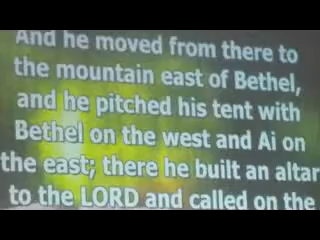 And he moved from there to
the mountain east of Bethel,
and he pitched his tent with
Bethel on the west and Ai on
the east; there he built an altar
to the LORD and called on the